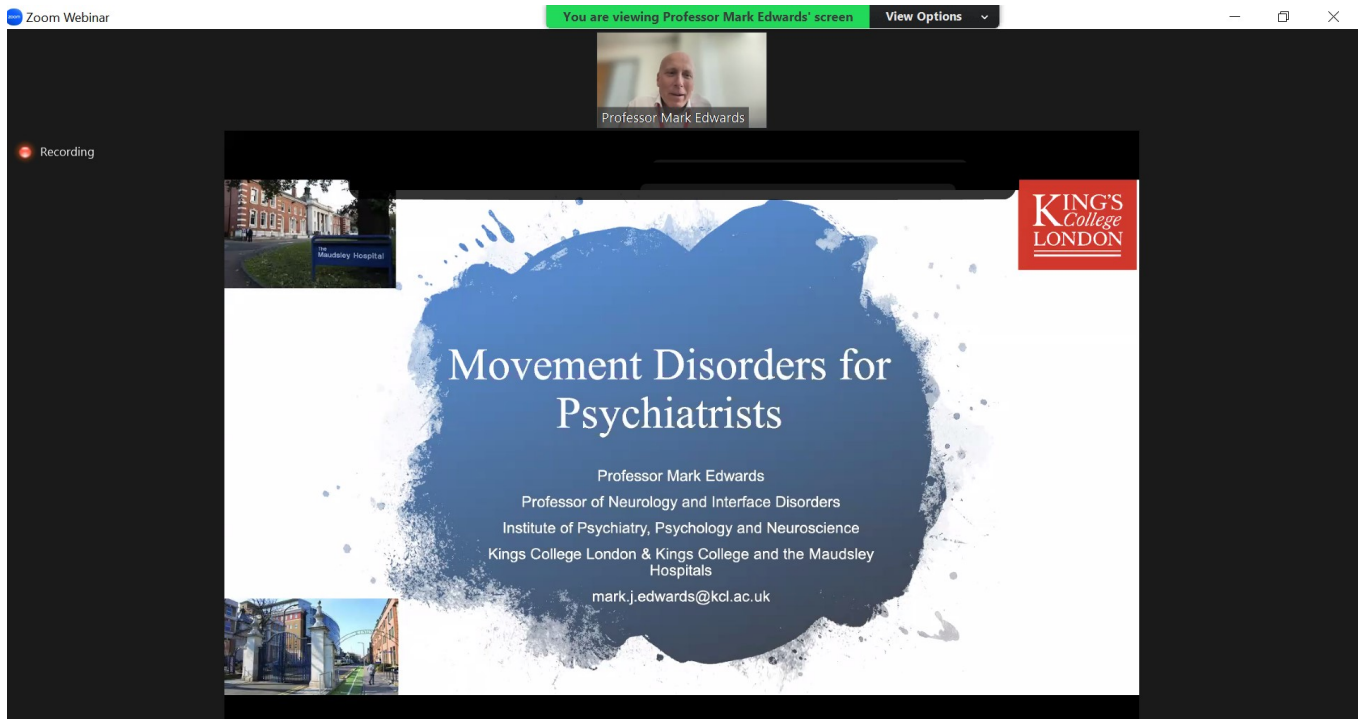 zoom
Zoom Webinar
You are viewing Professor Mark Edwards' screen
View Options
Professor Mark Edwards
Recording
The
Maudsley Hospital
KING'S
College
LONDON
Movement Disorders for
Psychiatrists
Professor Mark Edwards
Professor of Neurology and Interface Disorders
Institute of Psychiatry, Psychology and Neuroscience
Kings College London & Kings College and the Maudsley
Hospitals
mark.j.edwards@kcl.ac.uk